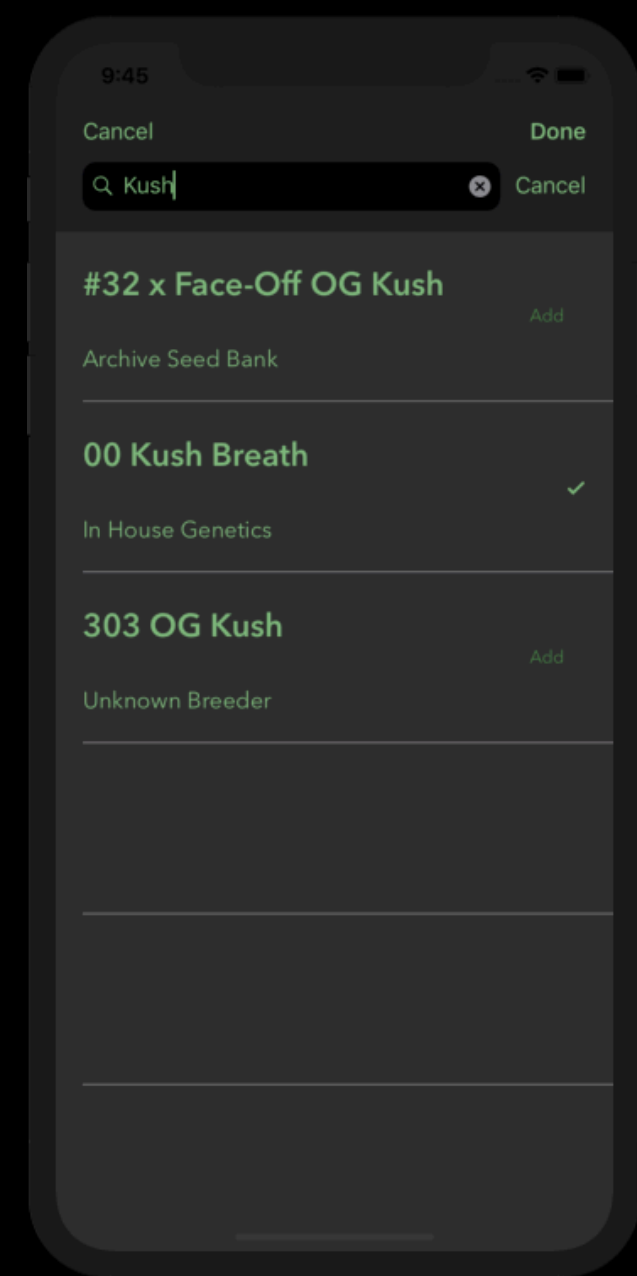 9:45
Cancel Done
Kush Cancel
#32 x Face-Off OG Kush
Add
Archive Seed Bank
00 Kush Breath
In House Genetics
303 OG Kush
Add
Unknown Breeder